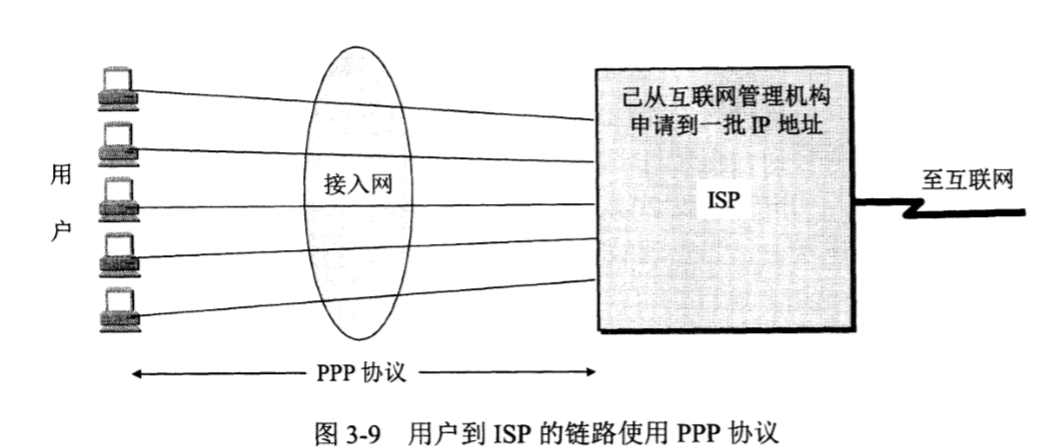 已从互联网管理机构
申请到一批 IP 地址
用户
接入网
ISP
至互联网
PPP 协议
图 3-9 用户到 ISP 的链路使用 PPP 协议